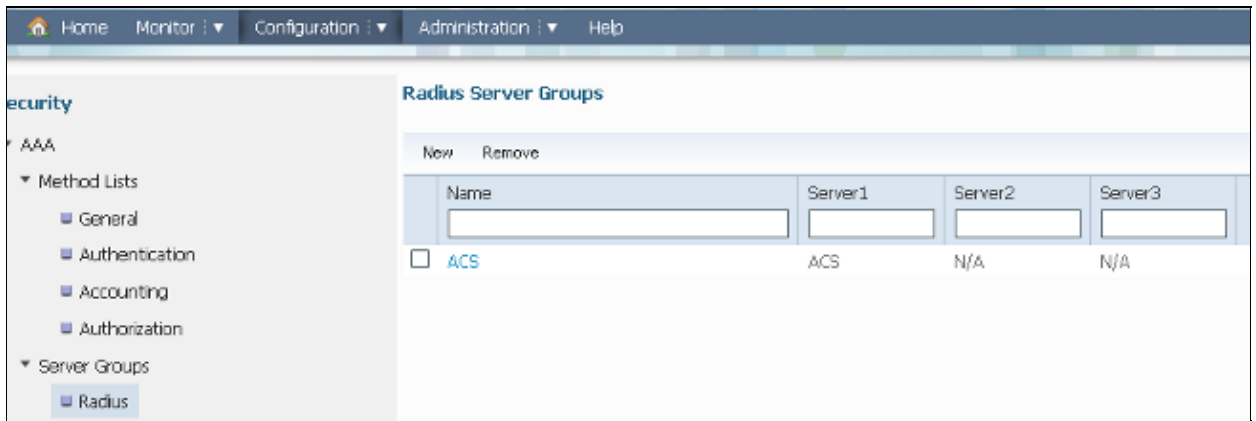 Home Monitor Configuration Administration Help
ecurity
AAA
Method Lists
General
Authentication
Accounting
Authorization
Server Groups
Radius
Radius Server Groups
New Remove
Name Server1 Server2 Server3
ACS ACS N/A N/A